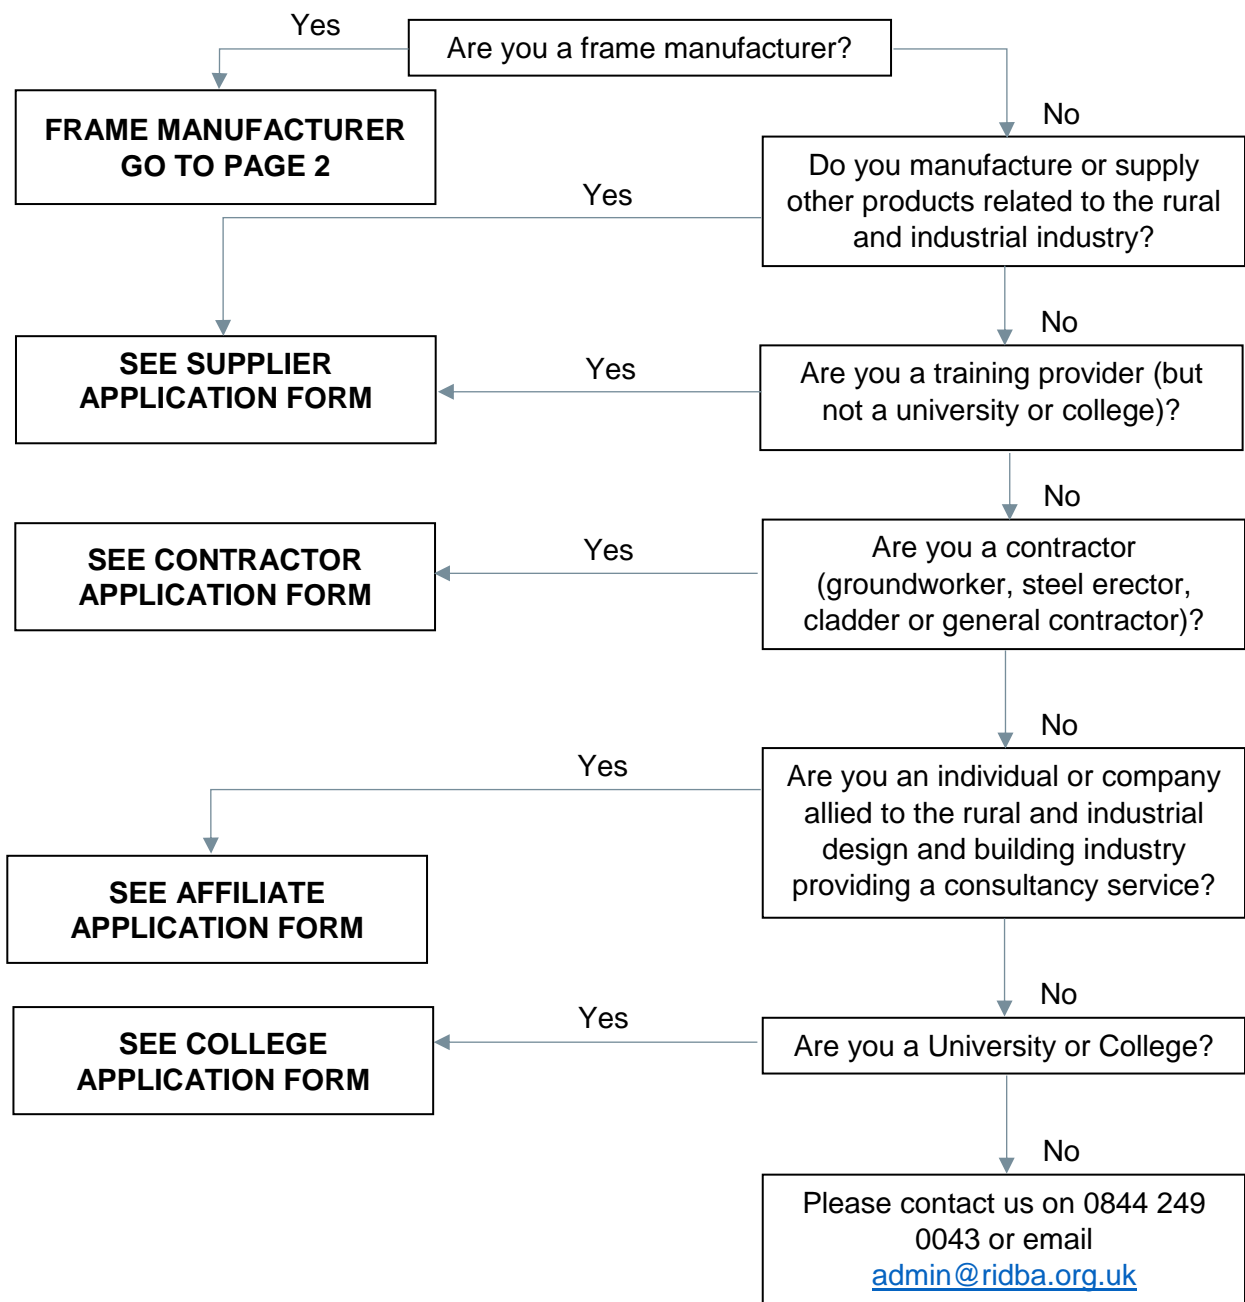 Yes
Are you a frame manufacturer?
No
FRAME MANUFACTURER
GO TO PAGE 2
Do you manufacture or supply
other products related to the rural
and industrial industry?
Yes
No
SEE SUPPLIER
APPLICATION FORM
Yes
Are you a training provider (but
not a university or college)?
No
SEE CONTRACTOR
APPLICATION FORM
Yes
Are you a contractor
(groundworker, steel erector,
cladder or general contractor)?
No
Yes
Are you an individual or company
allied to the rural and industrial
design and building industry
providing a consultancy service?
SEE AFFILIATE
APPLICATION FORM
No
SEE COLLEGE
APPLICATION FORM
Yes
Are you a University or College?
No
Please contact us on 0844 249
0043 or email
admin@ridba.org.uk